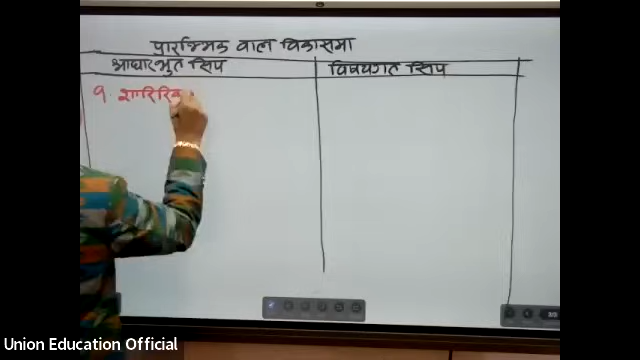 प्रारम्भिक वाल विकासमा
आधारभुत सिप
विषयगत सिप
१. शारिरिक
Union Education Official